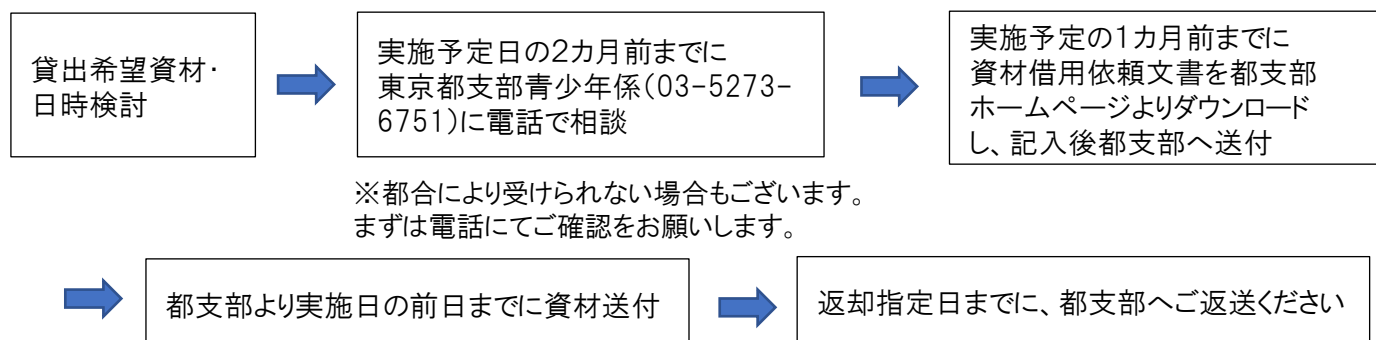 貸出希望資材・
日時検討
実施予定日の2カ月前までに
東京都支部青少年係(03-5273-
6751)に電話で相談
実施予定の1カ月前までに
資材借用依頼文書を都支部
ホームページよりダウンロード
し、記入後都支部へ送付
※都合により受けられない場合もございます。
まずは電話にてご確認をお願いします。
都支部より実施日の前日までに資材送付
返却指定日までに、都支部へご返送ください